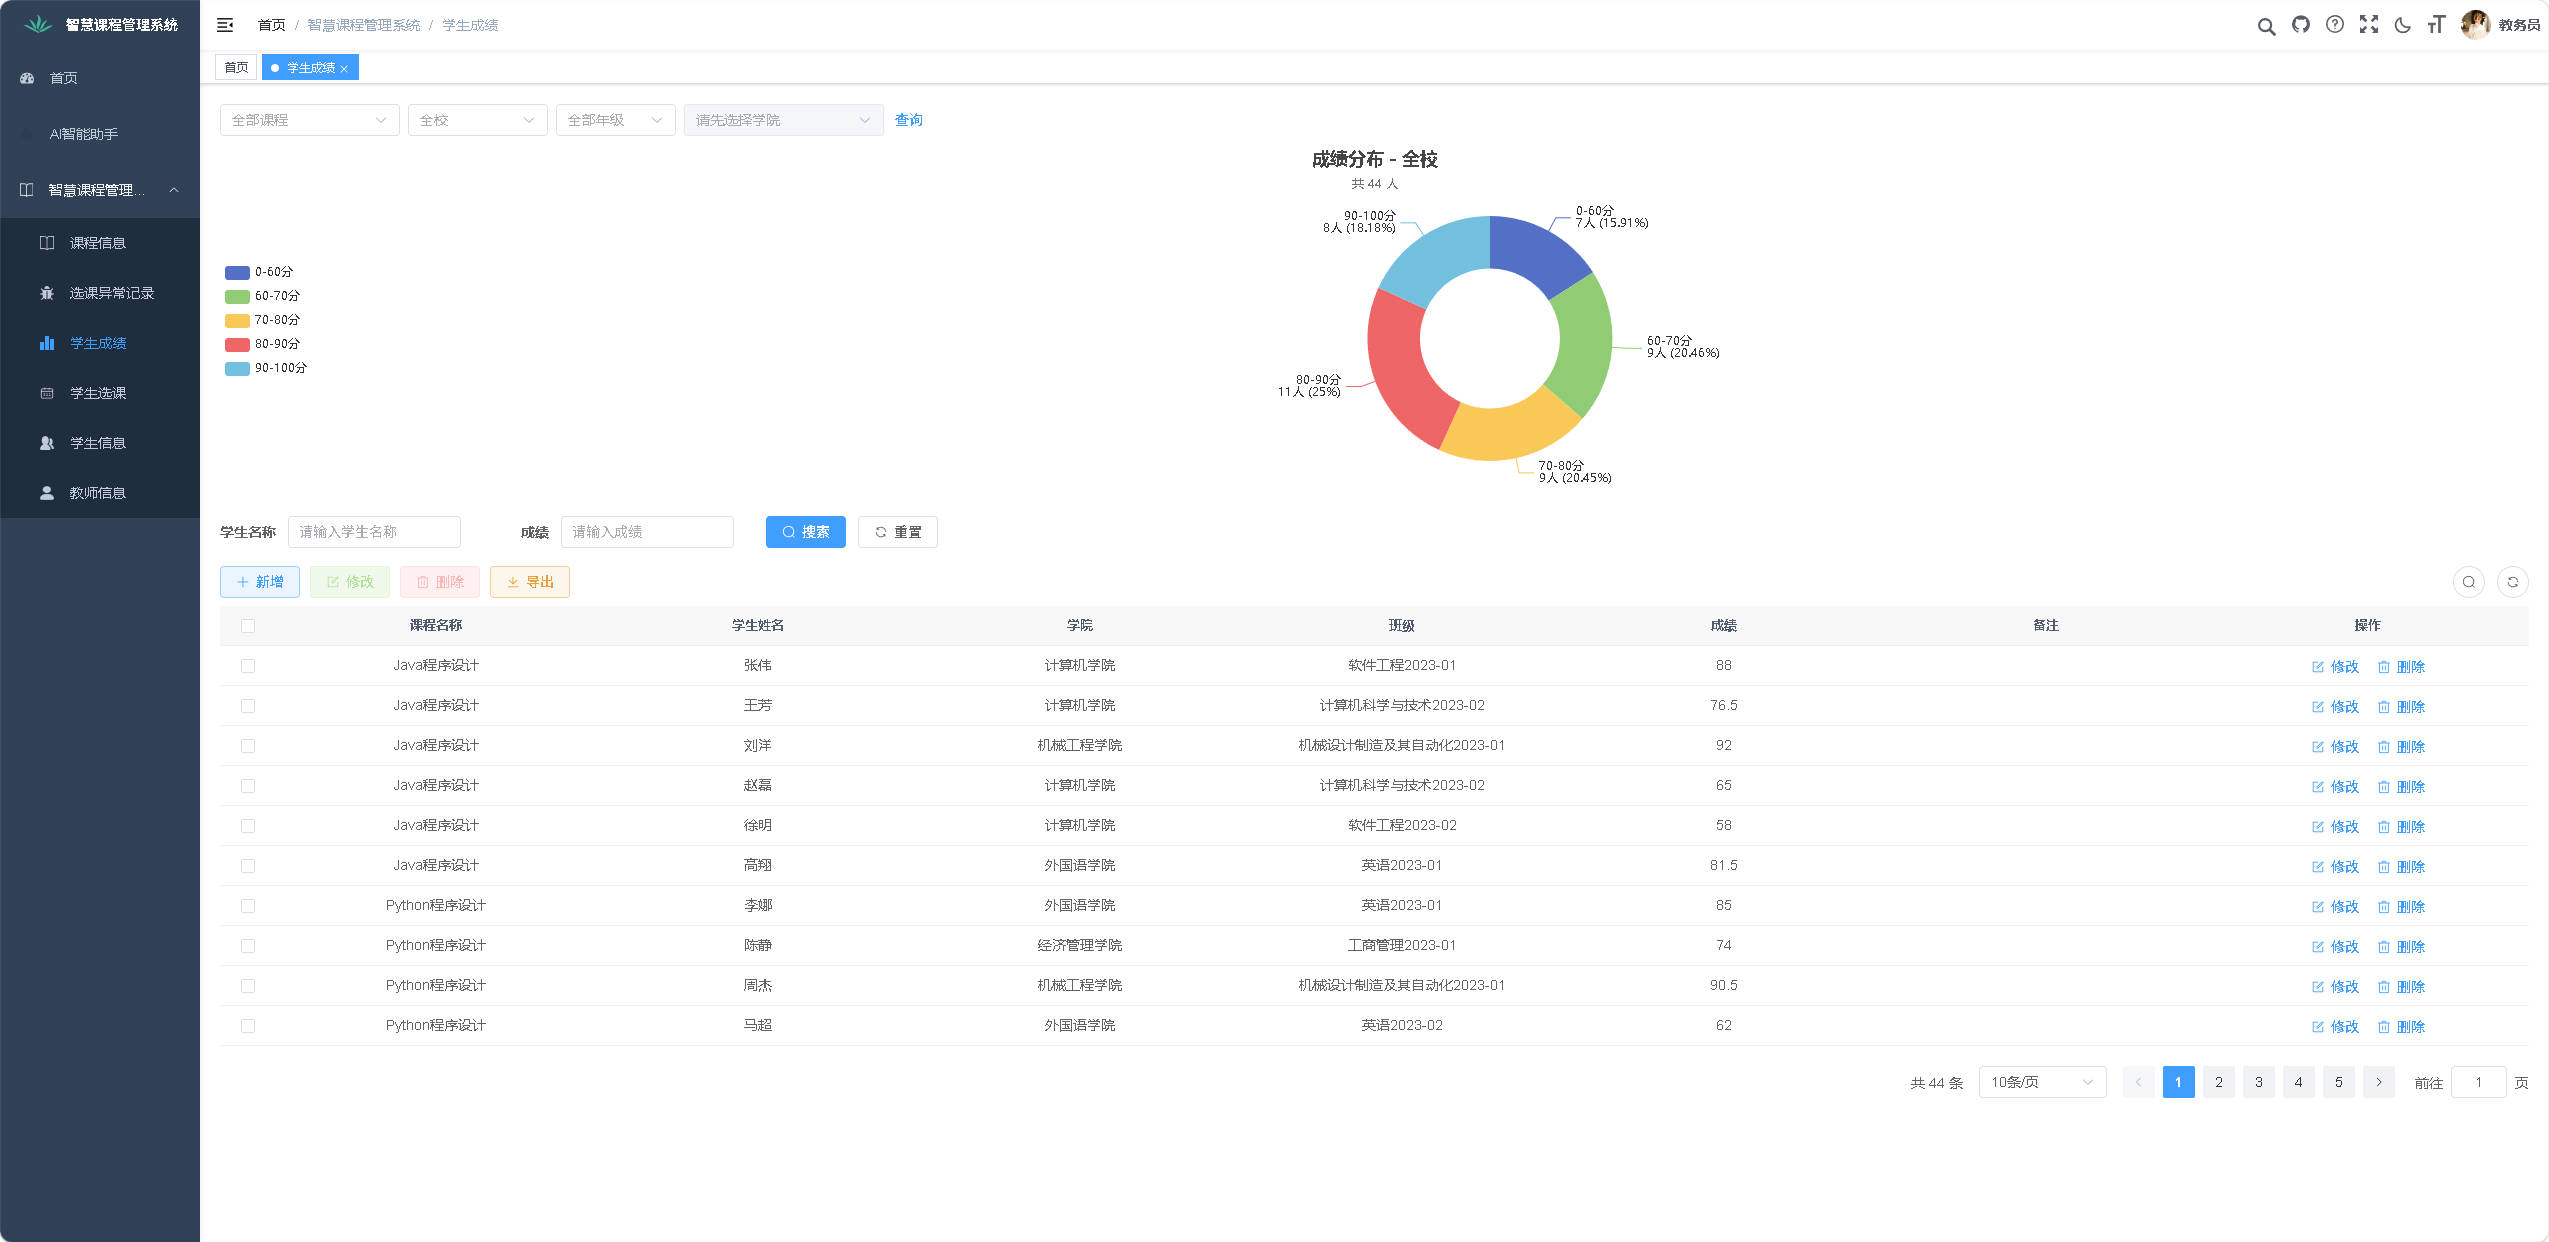 智慧课程管理系统
首页
AI智能助手
智慧课程管理...
课程信息
选课异常记录
学生成绩
学生选课
学生信息
教师信息
首页 / 智慧课程管理系统 / 学生成绩
教务员
首页 学生成绩
全部课程 全校 全部年级 请先选择学院 查询
成绩分布 - 全校
共 44 人
0-60分
60-70分
70-80分
80-90分
90-100分
90-100分
8人 (18.18%)
0-60分
7人 (15.91%)
60-70分
9人 (20.46%)
80-90分
11人 (25%)
70-80分
9人 (20.45%)
学生名称 请输入学生名称 成绩 请输入成绩 搜索 重置
新增 修改 删除 导出
课程名称 学生姓名 学院 班级 成绩 备注 操作
Java程序设计 张伟 计算机学院 软件工程2023-01 88 修改 删除
Java程序设计 王芳 计算机学院 计算机科学与技术2023-02 76.5 修改 删除
Java程序设计 刘洋 机械工程学院 机械设计制造及其自动化2023-01 92 修改 删除
Java程序设计 赵磊 计算机学院 计算机科学与技术2023-02 65 修改 删除
Java程序设计 徐明 计算机学院 软件工程2023-02 58 修改 删除
Java程序设计 高翔 外国语学院 英语2023-01 81.5 修改 删除
Python程序设计 李娜 外国语学院 英语2023-01 85 修改 删除
Python程序设计 陈静 经济管理学院 工商管理2023-01 74 修改 删除
Python程序设计 周杰 机械工程学院 机械设计制造及其自动化2023-01 90.5 修改 删除
Python程序设计 马超 外国语学院 英语2023-02 62 修改 删除
共 44 条 10条/页 1 2 3 4 5 前往 1 页